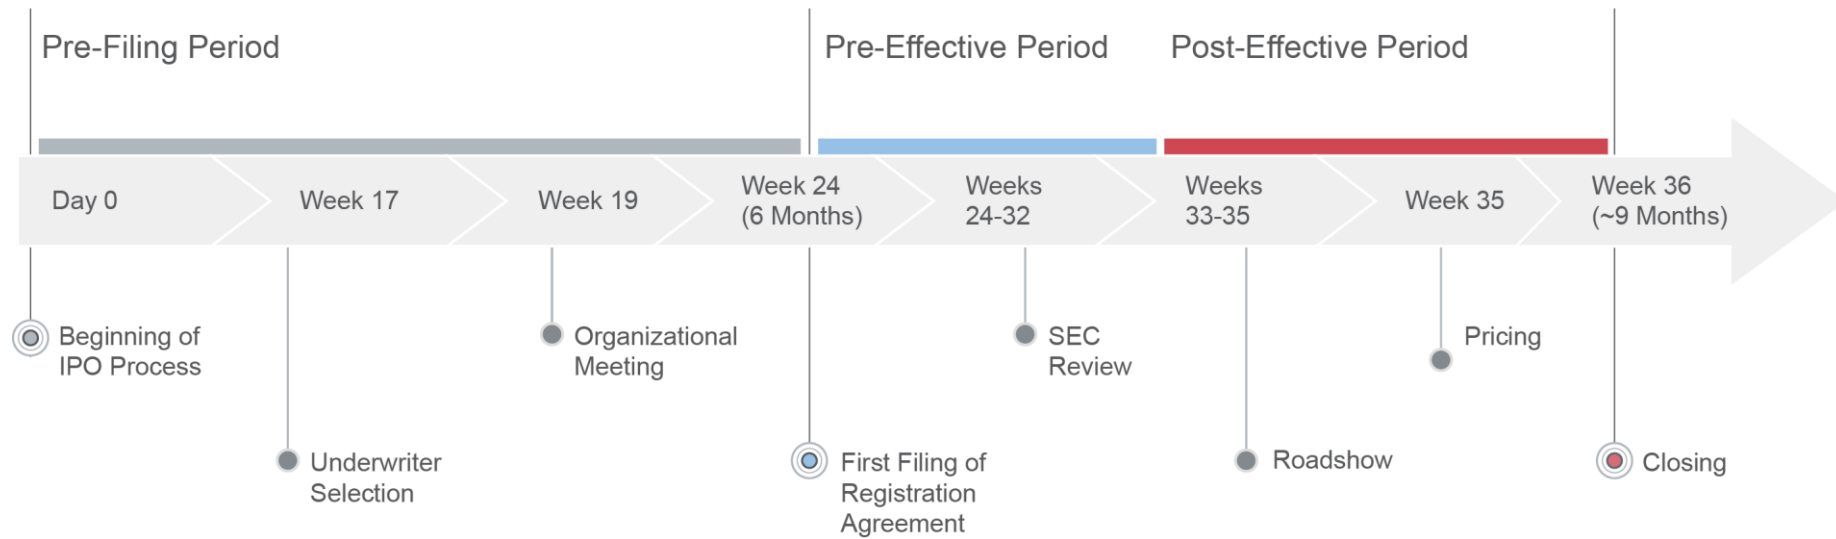 Pre-Filing Period
Pre-Effective Period
Post-Effective Period
Day 0
Week 17
Week 19
Week 24
(6 Months)
Weeks
24-32
Weeks
33-35
Week 35
Week 36
(~9 Months)
Beginning of
IPO Process
Underwriter
Selection
Organizational
Meeting
First Filing of
Registration
Agreement
SEC
Review
Roadshow
Pricing
Closing